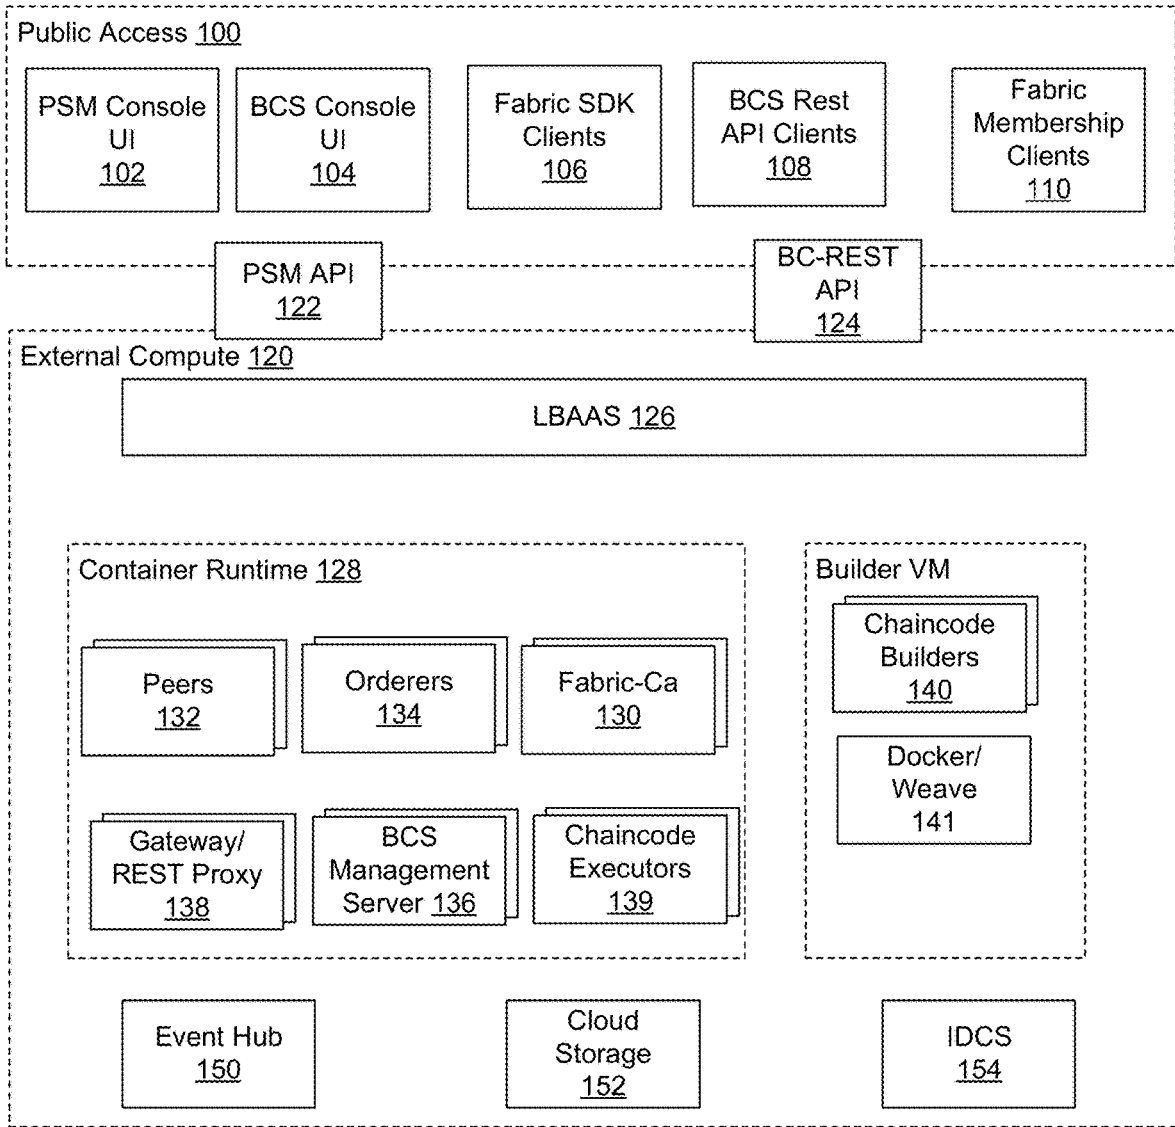 Public Access 100
PSM Console
UI
102
BCS Console
UI
104
Fabric SDK
Clients
106
BCS Rest
API Clients
108
Fabric
Membership
Clients
110
PSM API
122
BC-REST
API
124
External Compute 120
LBAAS 126
Container Runtime 128
Peers
132
Orderers
134
Fabric-Ca
130
Gateway/
REST Proxy
138
BCS
Management
Server 136
Chaincode
Executors
139
Builder VM
Chaincode
Builders
140
Docker/
Weave
141
Event Hub
150
Cloud
Storage
152
IDCS
154